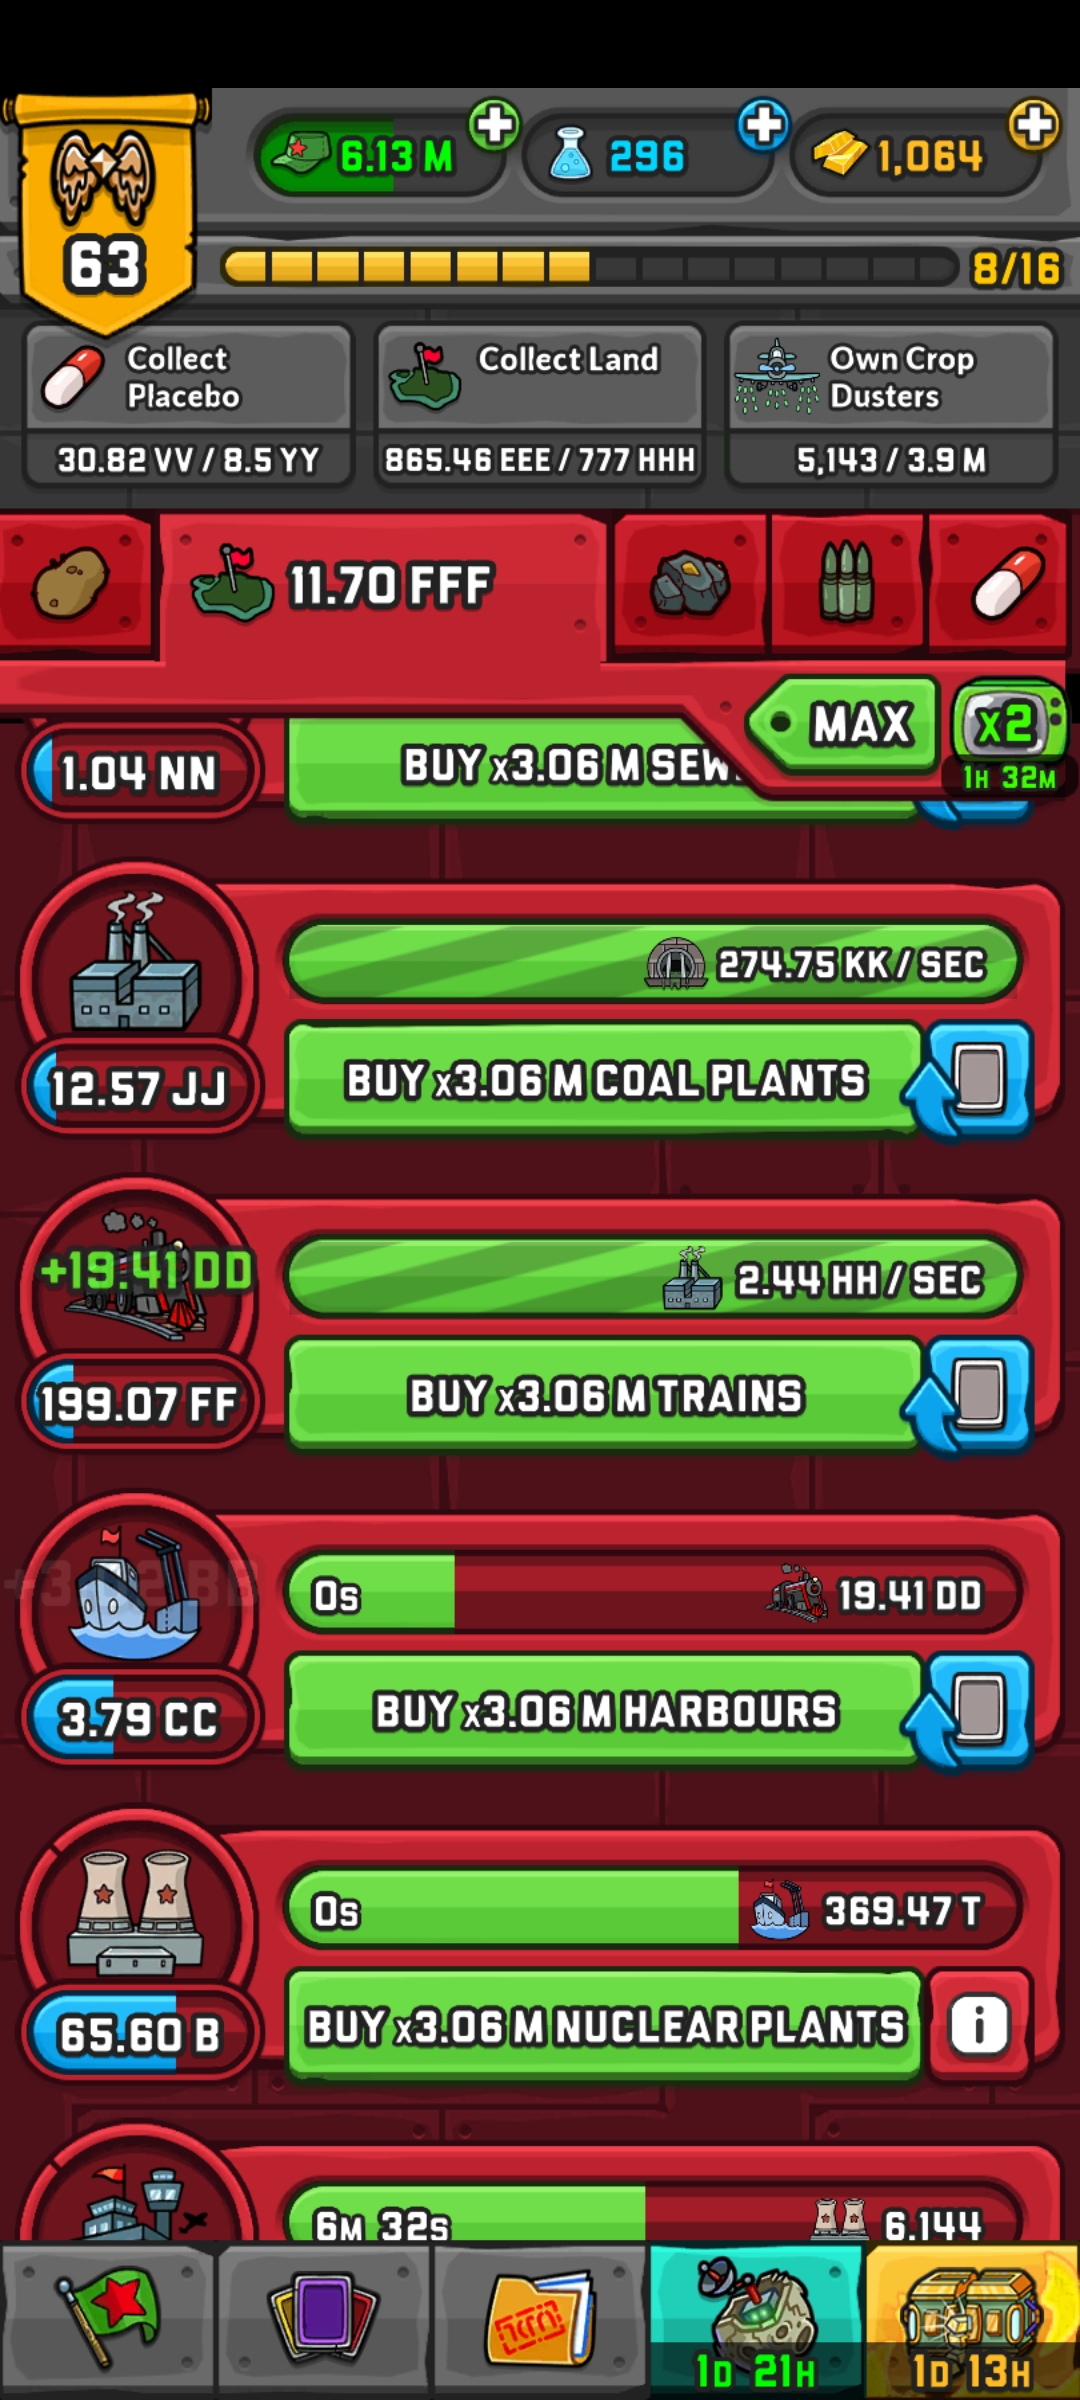 6.13 M
296
1,064
63
8/16
Collect Placebo
30.82 VV / 8.5 YY
Collect Land
865.46 EEE / 777 HHH
Own Crop Dusters
5,143 / 3.9 M
11.70 FFF
MAX
x2
1H 32M
1.04 NN
BUY x3.06 M
274.75 KK / SEC
12.57 JJ
BUY x3.06 M COAL PLANTS
+19.41 DD
2.44 HH / SEC
199.07 FF
BUY x3.06 M TRAINS
0s
19.41 DD
3.79 CC
BUY x3.06 M HARBOURS
0s
369.47 T
65.60 B
BUY x3.06 M NUCLEAR PLANTS
i
6M 32s
6.144
1D 21H
1D 13H